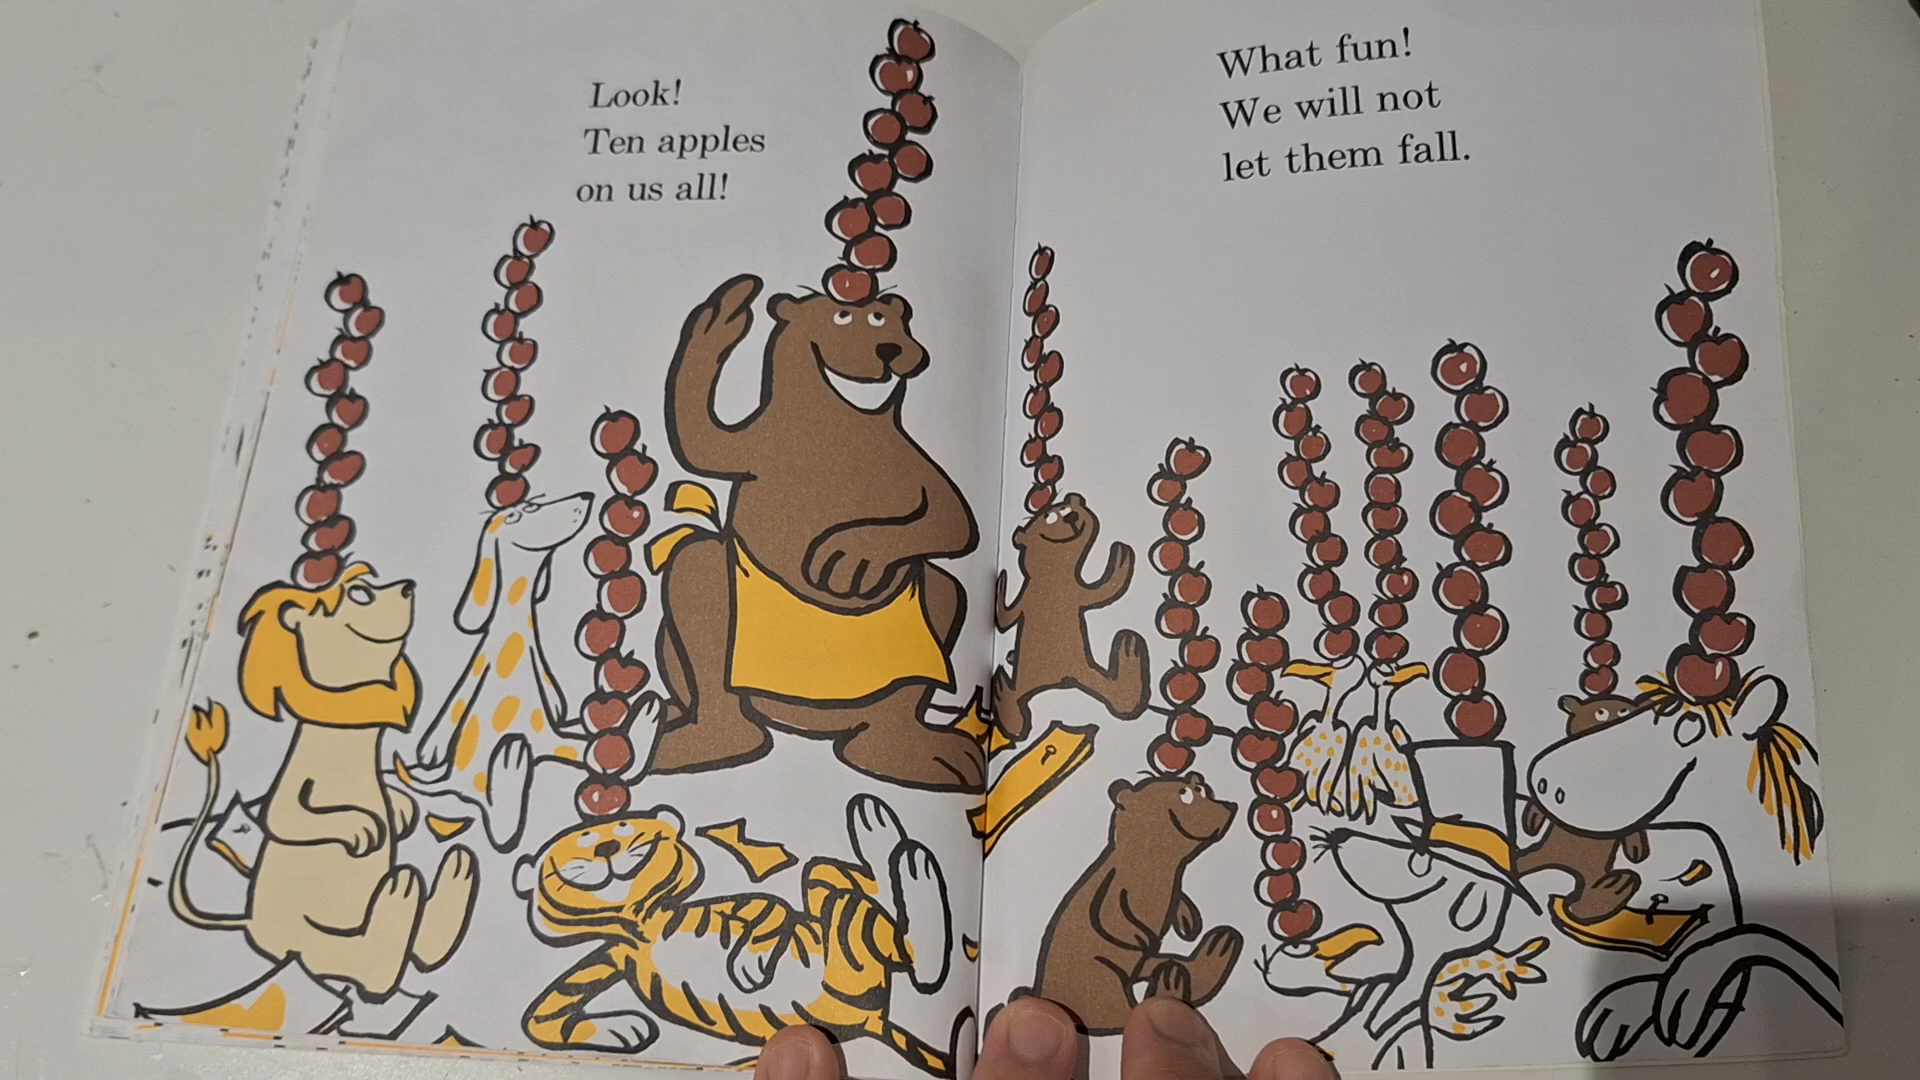 Look!
Ten apples
on us all!
What fun!
We will not
let them fall.